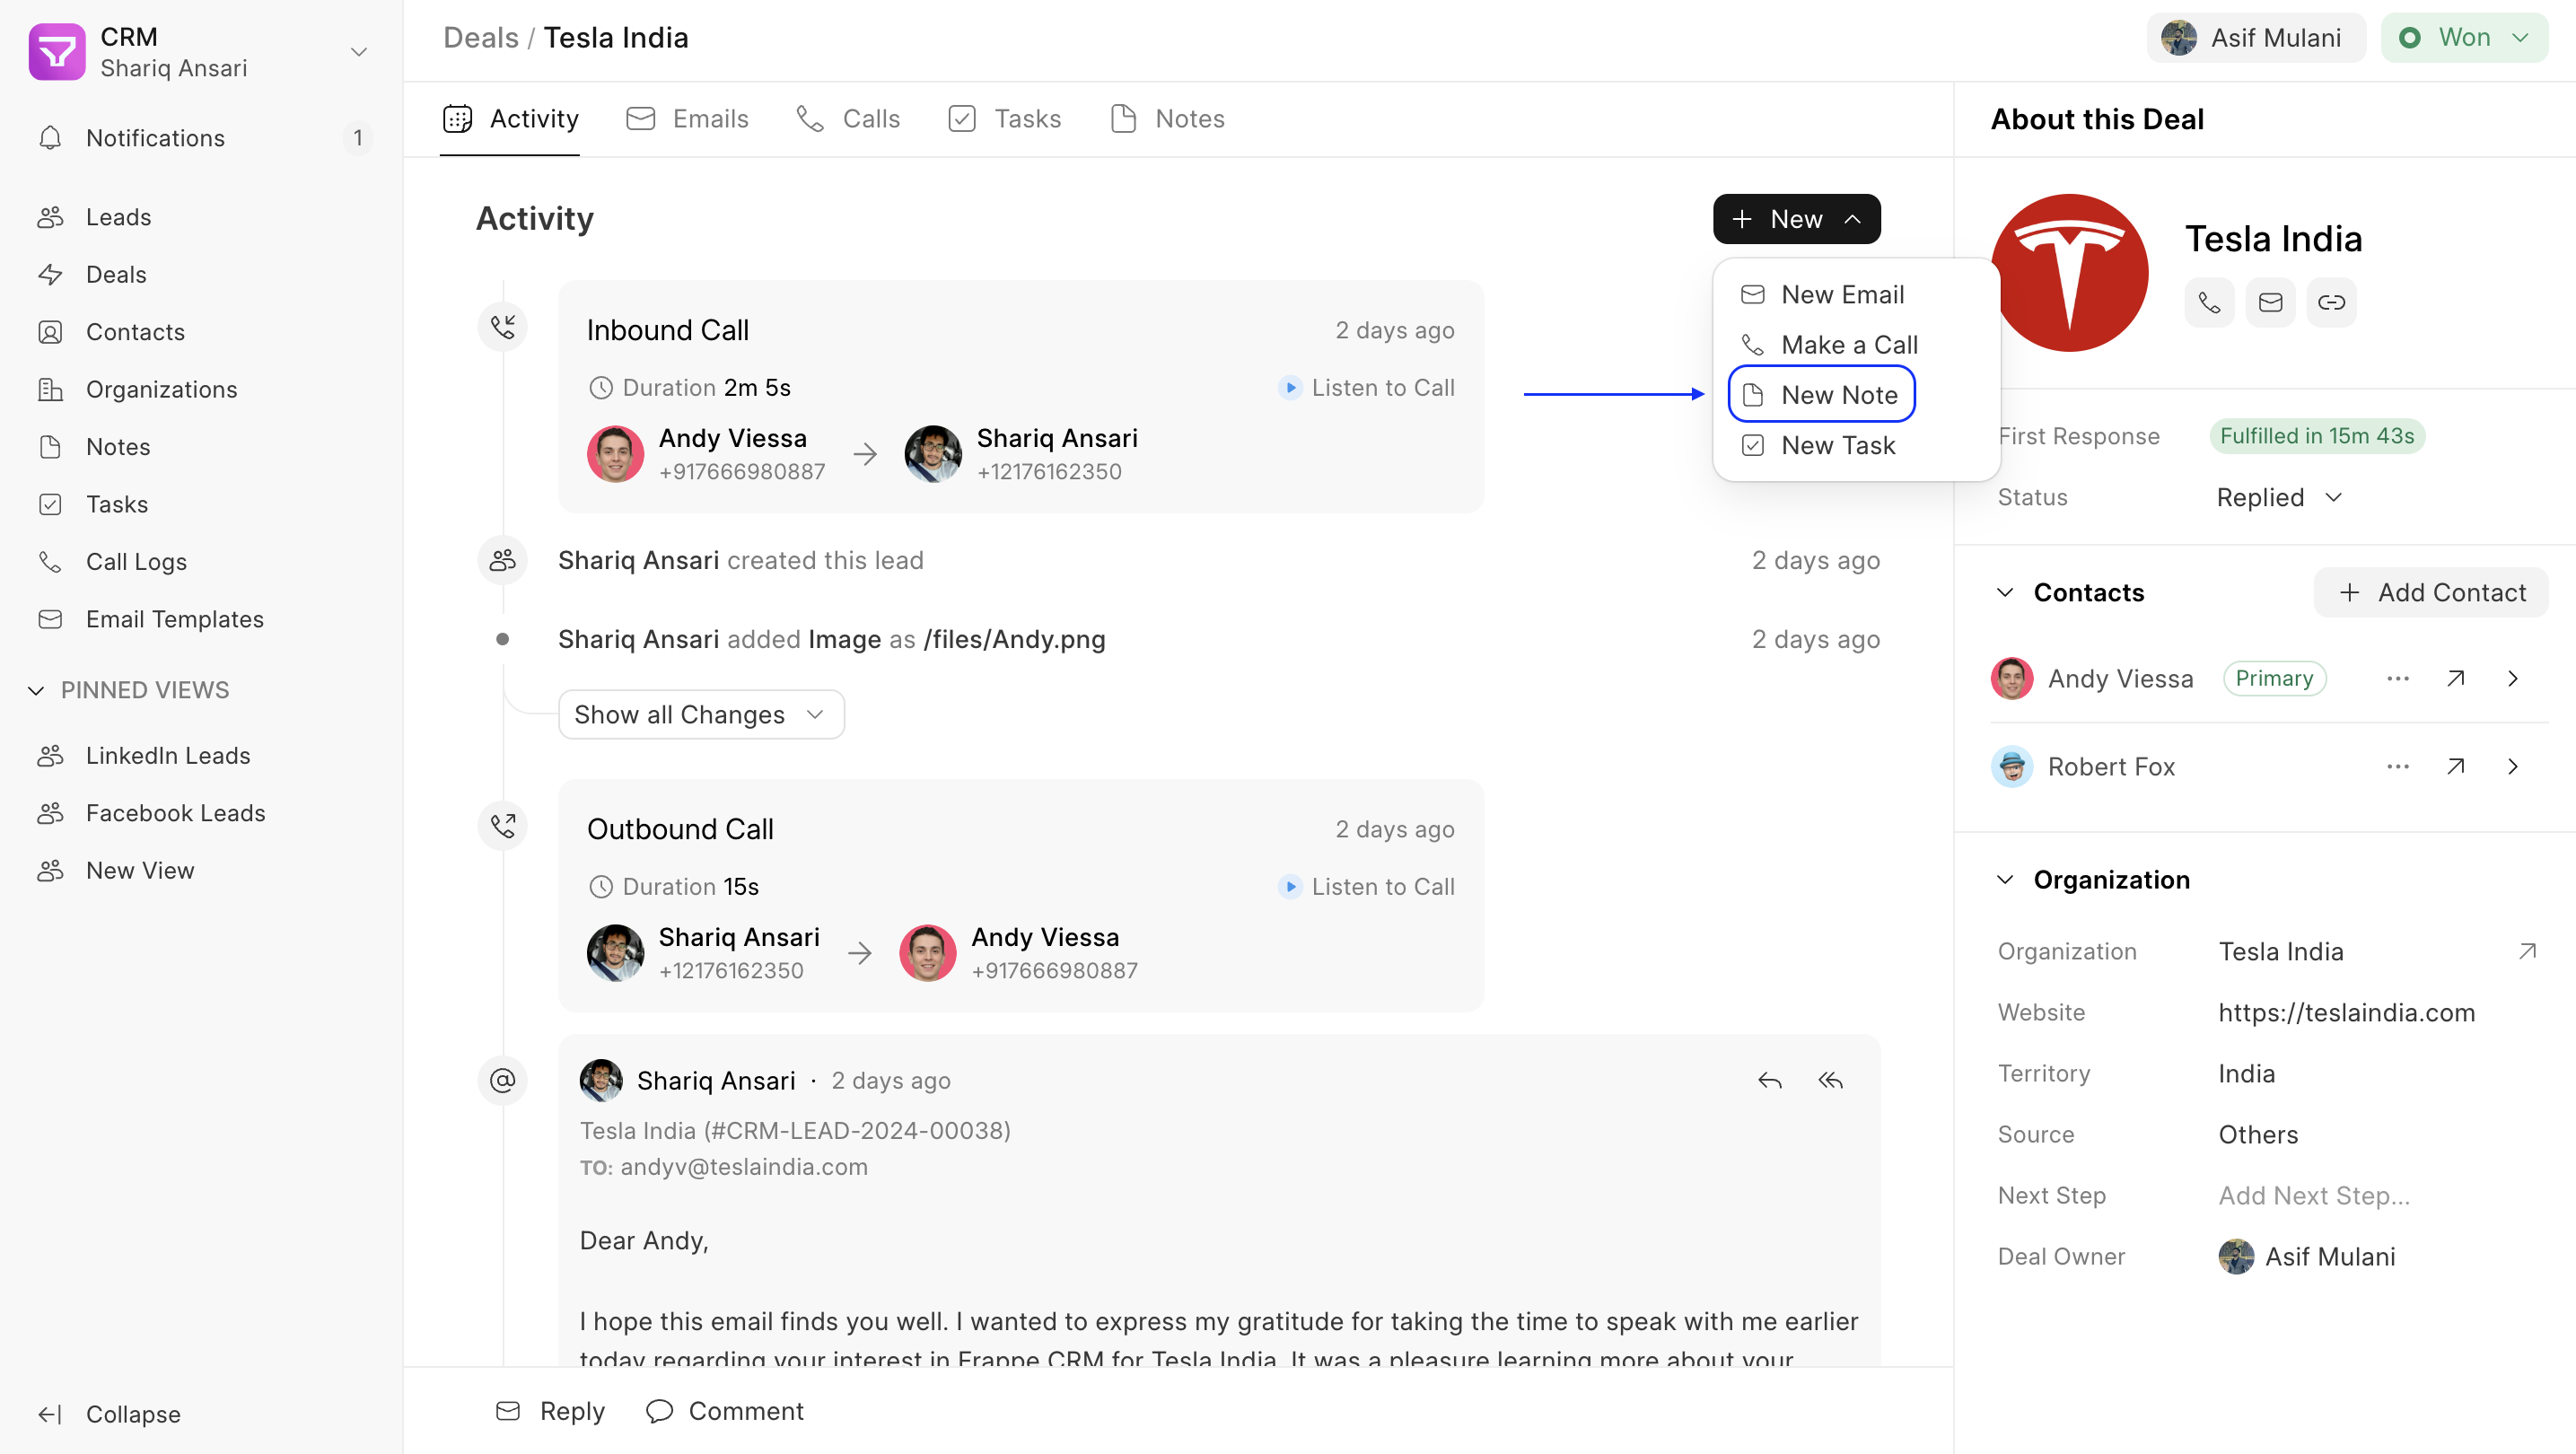 CRM
Shariq Ansari
Notifications 1
Leads
Deals
Contacts
Organizations
Notes
Tasks
Call Logs
Email Templates
PINNED VIEWS
LinkedIn Leads
Facebook Leads
New View
Collapse
Deals / Tesla India
Asif Mulani
Won
Activity
Emails
Calls
Tasks
Notes
Activity
New
New Email
Make a Call
New Note
New Task
Inbound Call 2 days ago
Duration 2m 5s Listen to Call
Andy Viessa Shariq Ansari
+917666980887 +12176162350
Shariq Ansari created this lead 2 days ago
Shariq Ansari added Image as /files/Andy.png 2 days ago
Show all Changes
Outbound Call 2 days ago
Duration 15s Listen to Call
Shariq Ansari Andy Viessa
+12176162350 +917666980887
@
Shariq Ansari · 2 days ago
Tesla India (#CRM-LEAD-2024-00038)
TO: andyv@teslaindia.com
Dear Andy,
I hope this email finds you well. I wanted to express my gratitude for taking the time to speak with me earlier
today regarding your interest in Frappe CRM for Tesla India. It was a pleasure learning more about your
Reply
Comment
About this Deal
Tesla India
First Response Fulfilled in 15m 43s
Status Replied
Contacts Add Contact
Andy Viessa Primary
Robert Fox
Organization
Organization Tesla India
Website https://teslaindia.com
Territory India
Source Others
Next Step Add Next Step...
Deal Owner Asif Mulani